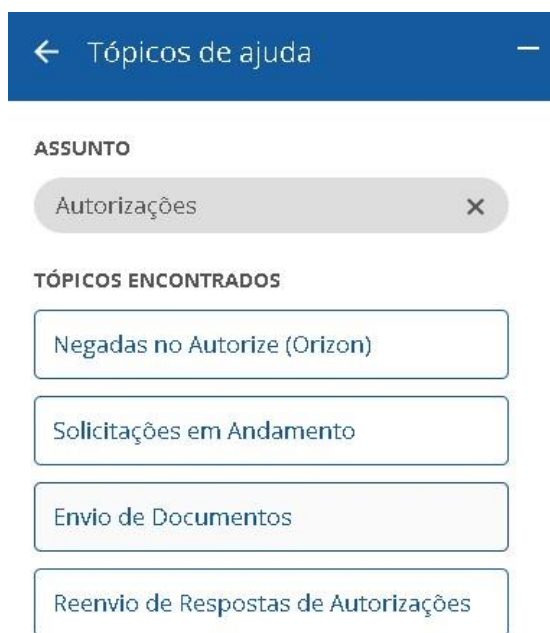 Tópicos de ajuda
ASSUNTO
Autorizações
TÓPICOS ENCONTRADOS
Negadas no Autorize (Orizon)
Solicitações em Andamento
Envio de Documentos
Reenvio de Respostas de Autorizações